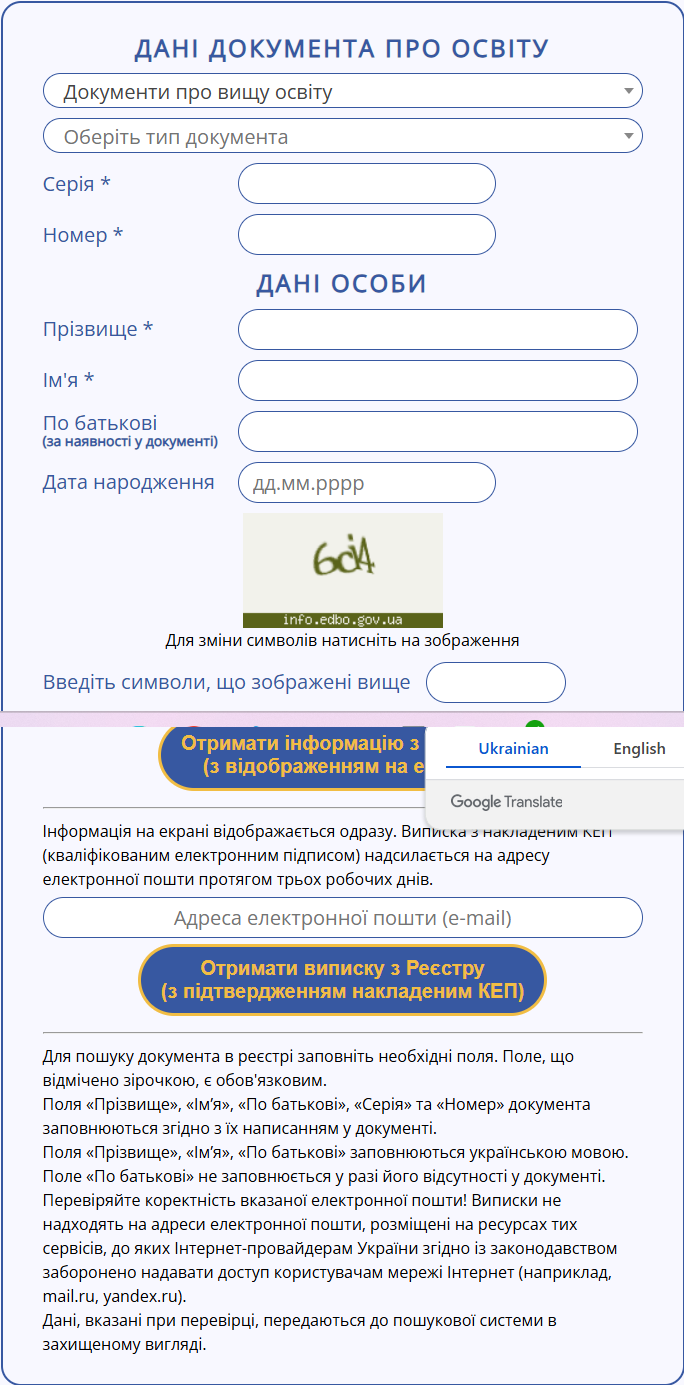 ДАНІ ДОКУМЕНТА ПРО ОСВІТУ
Документи про вищу освіту
Оберіть тип документа
Серія *
Номер *
ДАНІ ОСОБИ
Прізвище *
Ім'я *
По батькові
(за наявності у документі)
Дата народження дд.мм.рррр
6ci4
info.edbo.gov.ua
Для зміни символів натисніть на зображення
Введіть символи, що зображені вище
Отримати інформацію з
(з відображенням на е
Ukrainian English
Google Translate
Інформація на екрані відображається одразу. Виписка з накладеним КЕП
(кваліфікованим електронним підписом) надсилається на адресу
електронної пошти протягом трьох робочих днів.
Адреса електронної пошти (e-mail)
Отримати виписку з Реєстру
(з підтвердженням накладеним КЕП)
Для пошуку документа в реєстрі заповніть необхідні поля. Поле, що
відмічено зірочкою, є обов'язковим.
Поля «Прізвище», «Ім’я», «По батькові», «Серія» та «Номер» документа
заповнюються згідно з їх написанням у документі.
Поля «Прізвище», «Ім’я», «По батькові» заповнюються українською мовою.
Поле «По батькові» не заповнюється у разі його відсутності у документі.
Перевіряйте коректність вказаної електронної пошти! Виписки не
надходять на адреси електронної пошти, розміщені на ресурсах тих
сервісів, до яких Інтернет-провайдерам України згідно із законодавством
заборонено надавати доступ користувачам мережі Інтернет (наприклад,
mail.ru, yandex.ru).
Дані, вказані при перевірці, передаються до пошукової системи в
захищеному вигляді.